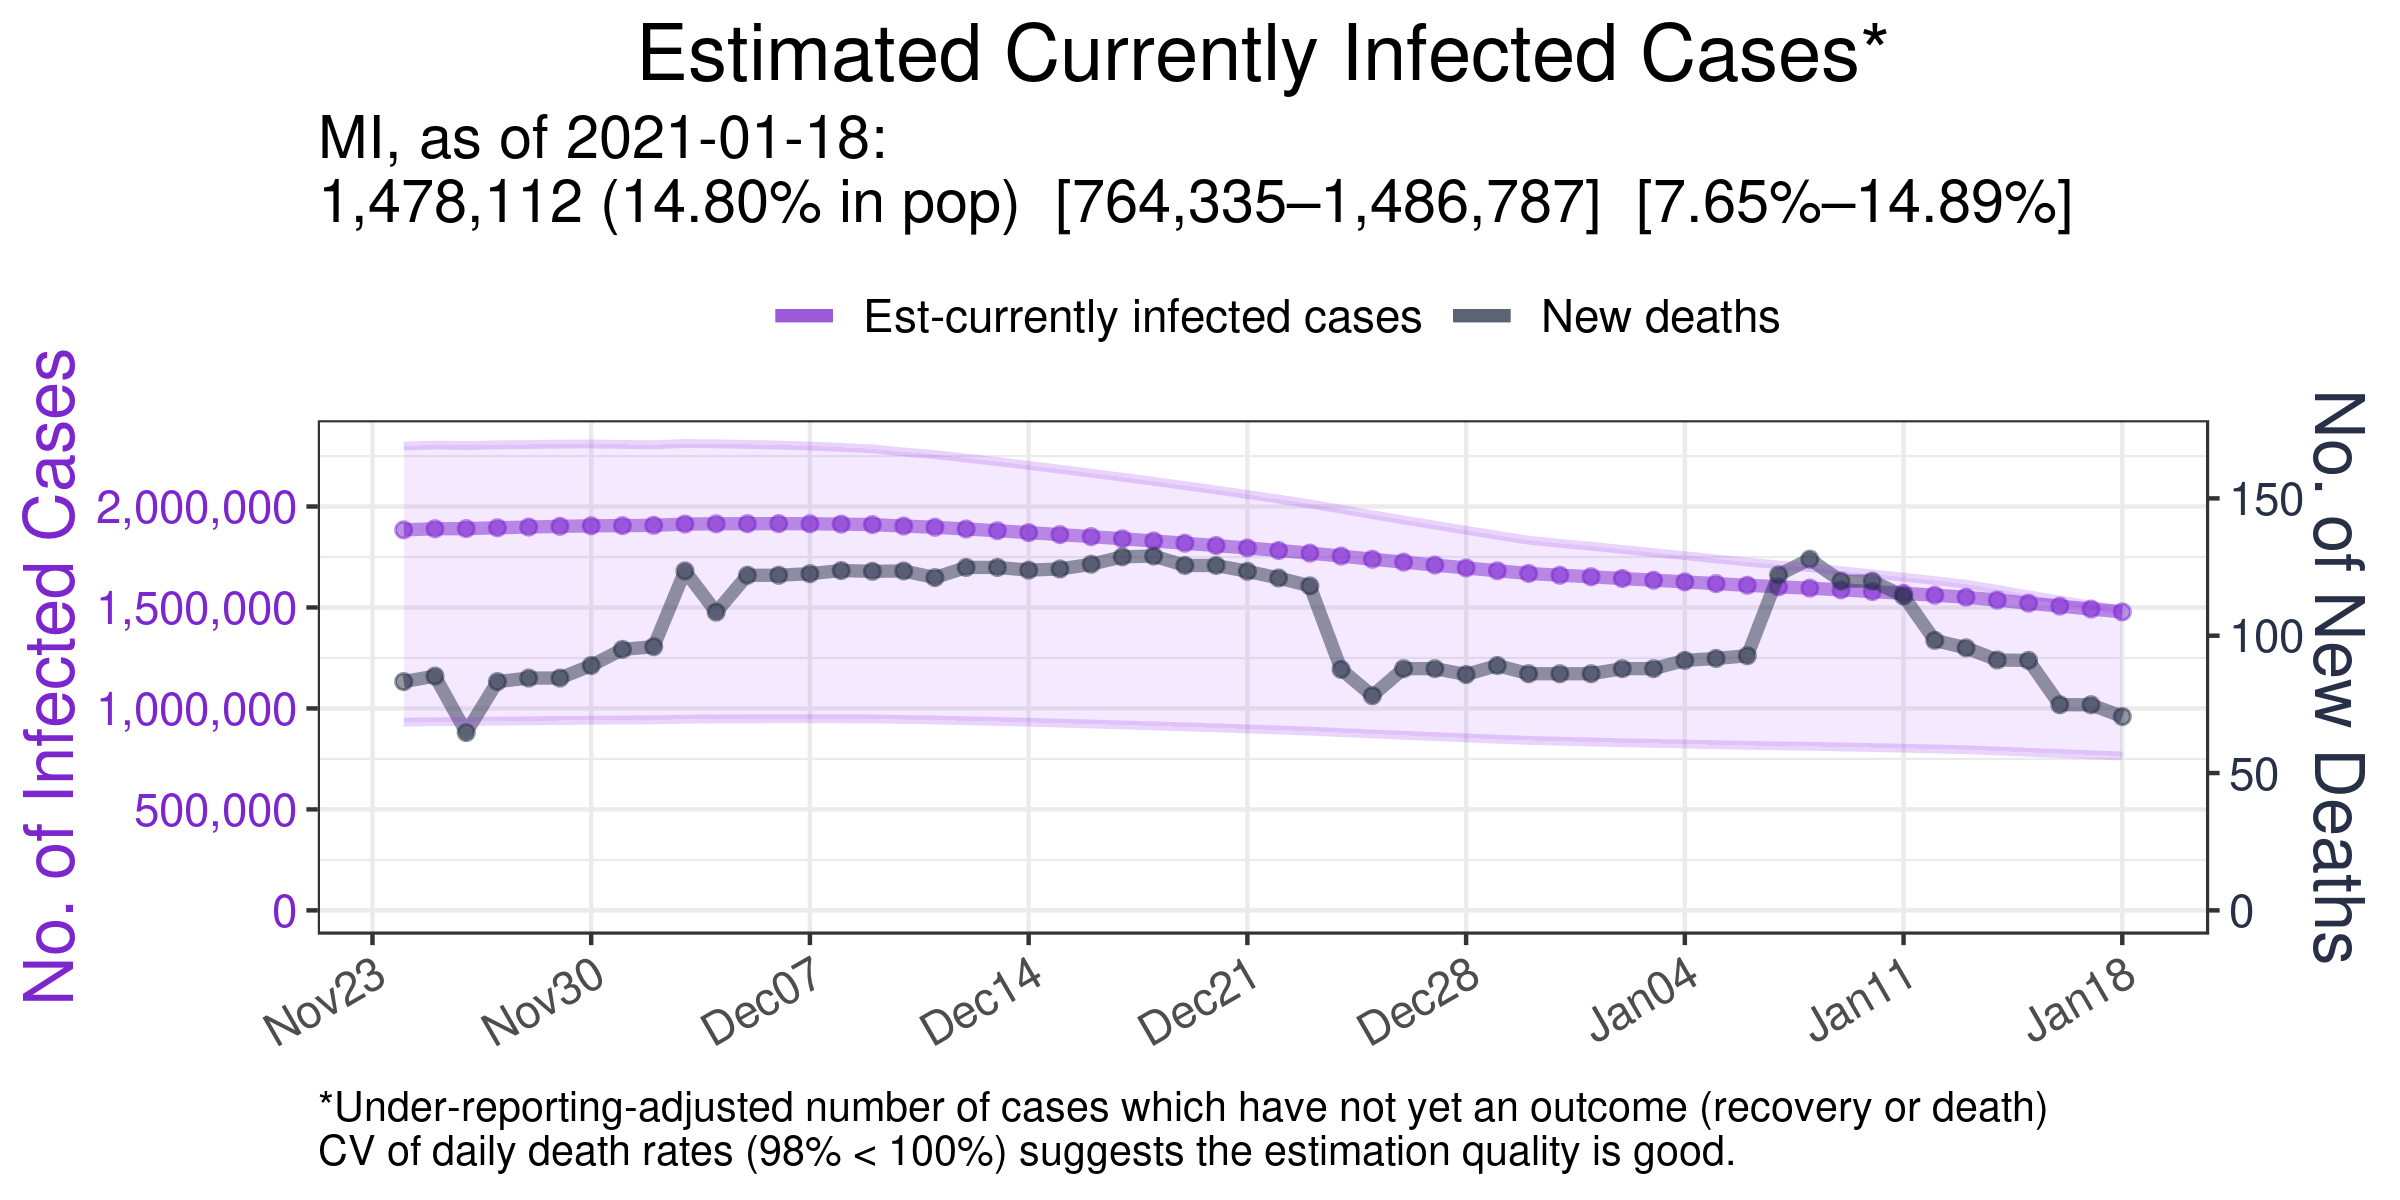 Estimated Currently Infected Cases*
MI, as of 2021-01-18:
1,478,112 (14.80% in pop)  [764,335–1,486,787]  [7.65%–14.89%]
Est-currently infected cases
New deaths
No. of Infected Cases
2,000,000
1,500,000
1,000,000
500,000
0
150
100
50
0
No. of New Deaths
Nov23
Nov30
Dec07
Dec14
Dec21
Dec28
Jan04
Jan11
Jan18
*Under-reporting-adjusted number of cases which have not yet an outcome (recovery or death)
CV of daily death rates (98% < 100%) suggests the estimation quality is good.